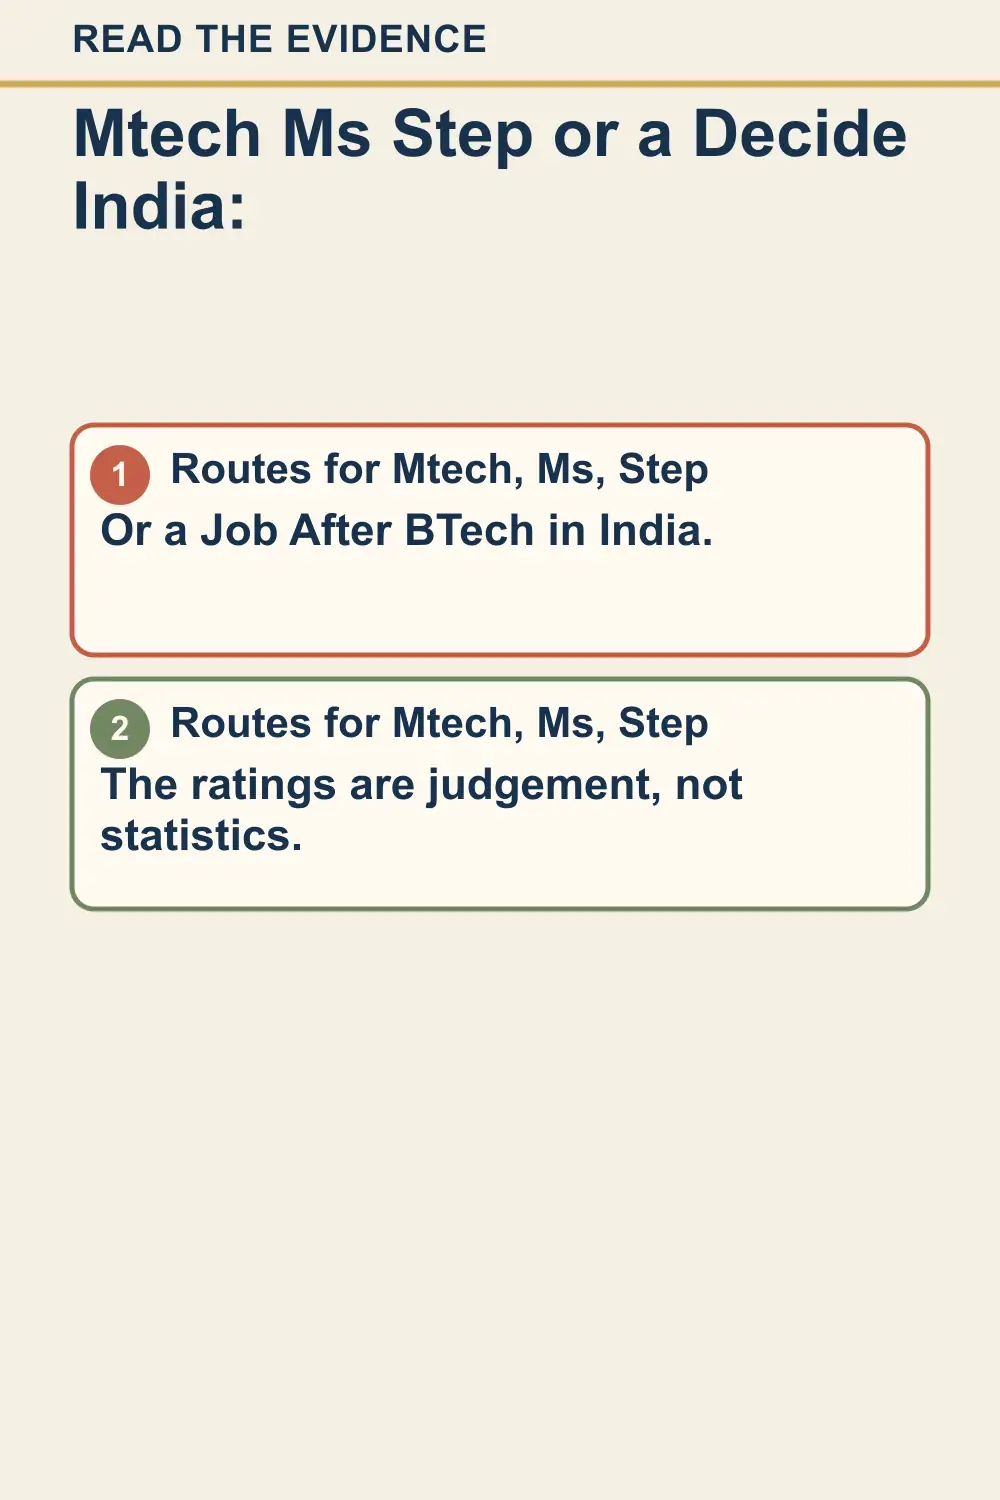 READ THE EVIDENCE
Mtech Ms Step or a Decide
India:
1 Routes for Mtech, Ms, Step
Or a Job After BTech in India.
2 Routes for Mtech, Ms, Step
The ratings are judgement, not
statistics.